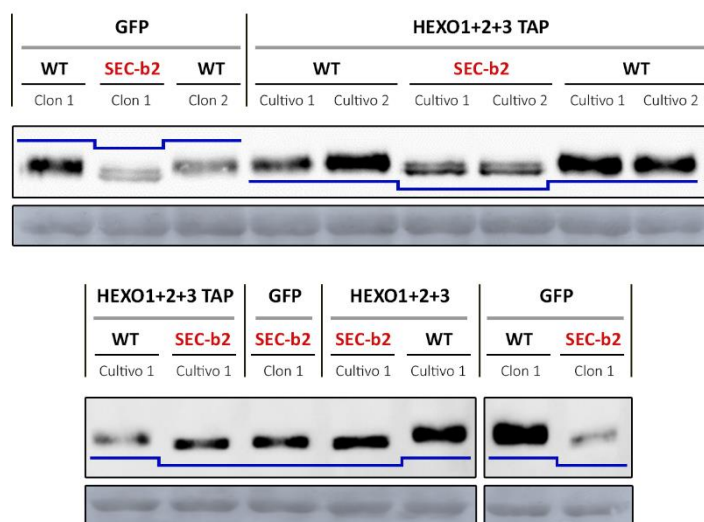 GFP HEXO1+2+3 TAP
WT SEC-b2 WT WT SEC-b2 WT
Clon 1 Clon 1 Clon 2 Cultivo 1 Cultivo 2 Cultivo 1 Cultivo 2 Cultivo 1 Cultivo 2
HEXO1+2+3 TAP GFP HEXO1+2+3 GFP
WT SEC-b2 SEC-b2 SEC-b2 WT WT SEC-b2
Cultivo 1 Cultivo 1 Clon 1 Cultivo 1 Cultivo 1 Clon 1 Clon 1